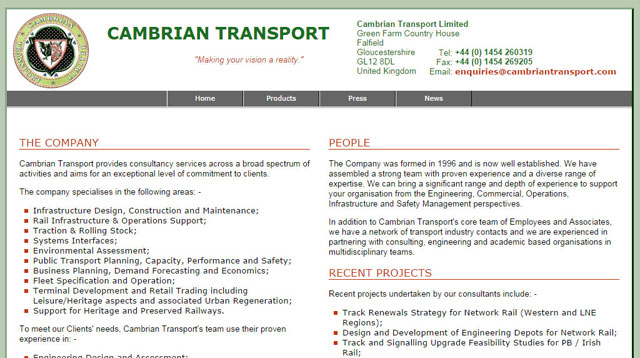 CAMBRIAN TRANSPORT
"Making your vision a reality."
Cambrian Transport Limited
Green Farm Country House
Falfield
Gloucestershire Tel: +44 (0) 1454 260319
GL12 8DL Fax: +44 (0) 1454 269205
United Kingdom Email: enquiries@cambriantransport.com
Home Products Press News
THE COMPANY
Cambrian Transport provides consultancy services across a broad spectrum of
activities and aims for an exceptional level of commitment to clients.
The company specialises in the following areas: -
Infrastructure Design, Construction and Maintenance;
Rail Infrastructure & Operations Support;
Traction & Rolling Stock;
Systems Interfaces;
Environmental Assessment;
Public Transport Planning, Capacity, Performance and Safety;
Business Planning, Demand Forecasting and Economics;
Fleet Specification and Operation;
Terminal Development and Retail Trading including
Leisure/Heritage aspects and associated Urban Regeneration;
Support for Heritage and Preserved Railways.
To meet our Clients' needs, Cambrian Transport's team use their
proven experience in: -
Engineering Design and Assessment;
PEOPLE
The Company was formed in 1996 and is now well established. We have
assembled a strong team with proven experience and a diverse range of
expertise. We can bring a significant range and depth of experience to support
your organisation from the Engineering, Commercial, Operations,
Infrastructure and Safety Management perspectives.
In addition to Cambrian Transport's core team of Employees and Associates,
we have a network of transport industry contacts and we are experienced in
partnering with consulting, engineering and academic based organisations in
multidisciplinary teams.
RECENT PROJECTS
Recent projects undertaken by our consultants include: -
Track Renewals Strategy for Network Rail (Western and LNE
Regions);
Design and Development of Engineering Depots for Network Rail;
Track and Signalling Upgrade Feasibility Studies for PB / Irish
Rail;